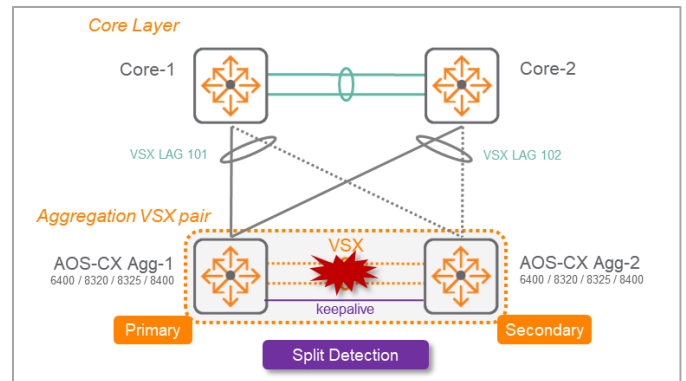 Core Layer
Core-1
Core-2
VSX LAG 101
VSX LAG 102
Aggregation VSX pair
VSX
AOS-CX Agg-1
6400 / 8320 / 8325 / 8400
AOS-CX Agg-2
6400 / 8320 / 8325 / 8400
keepalive
Primary
Secondary
Split Detection